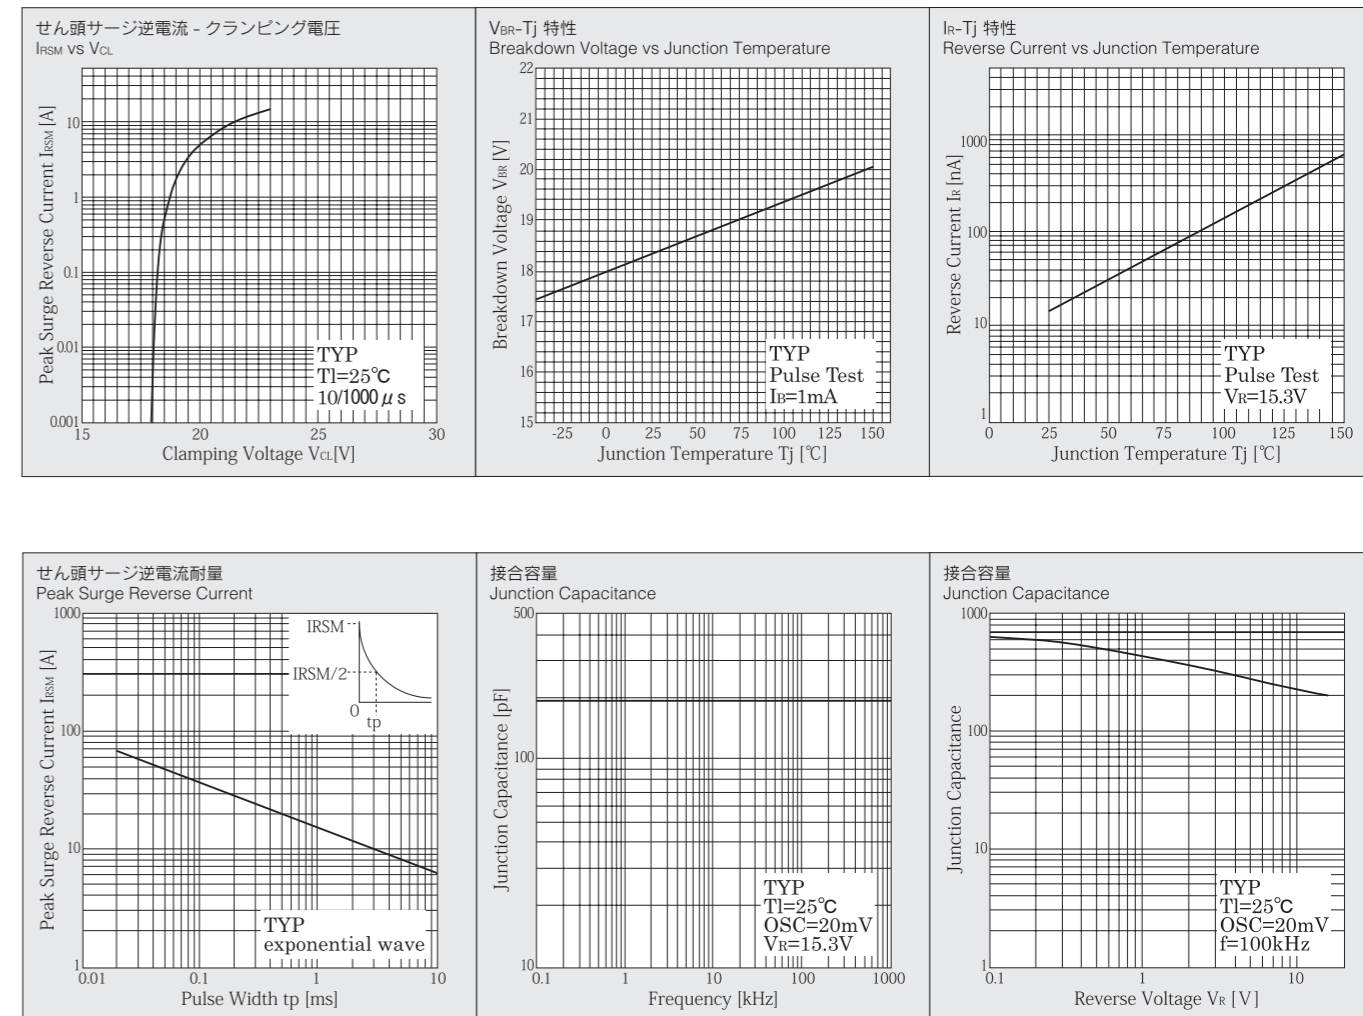 せん頭サージ逆電流 - クランピング電圧
IRSM vs VCL
Peak Surge Reverse Current IRSM [A]
10
1
0.1
0.01
0.001
TYP
Tl=25℃
10/1000μs
15 20 25 30
Clamping Voltage VCL[V]
VBR-Tj 特性
Breakdown Voltage vs Junction Temperature
Breakdown Voltage VBR [V]
22
21
20
19
18
17
16
15
TYP
Pulse Test
IB=1mA
-25 0 25 50 75 100 125 150
Junction Temperature Tj [℃]
IR-Tj 特性
Reverse Current vs Junction Temperature
Reverse Current IR [nA]
1000
100
10
1
TYP
Pulse Test
VR=15.3V
0 25 50 75 100 125 150
Junction Temperature Tj [℃]
せん頭サージ逆電流耐量
Peak Surge Reverse Current
Peak Surge Reverse Current IRSM [A]
1000
100
10
1
IRSM
IRSM/2
0
tp
TYP
exponential wave
0.01 0.1 1 10
Pulse Width tp [ms]
接合容量
Junction Capacitance
Junction Capacitance [pF]
500
100
10
TYP
Tl=25℃
OSC=20mV
VR=15.3V
0.1 1 10 100 1000
Frequency [kHz]
接合容量
Junction Capacitance
Junction Capacitance
1000
100
10
1
TYP
Tl=25℃
OSC=20mV
f=100kHz
0.1 1 10
Reverse Voltage VR [V]